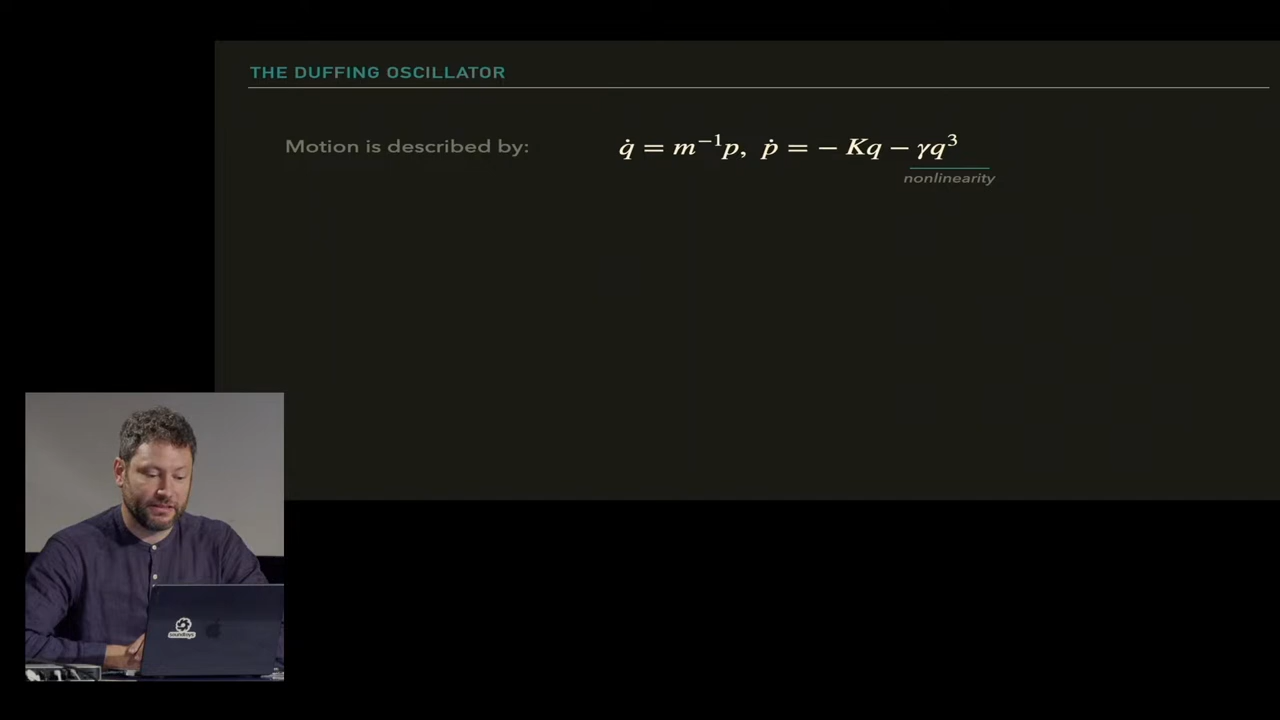 THE DUFFING OSCILLATOR
Motion is described by: q̇ = m⁻¹p, ṗ = − Kq − γq³
nonlinearity